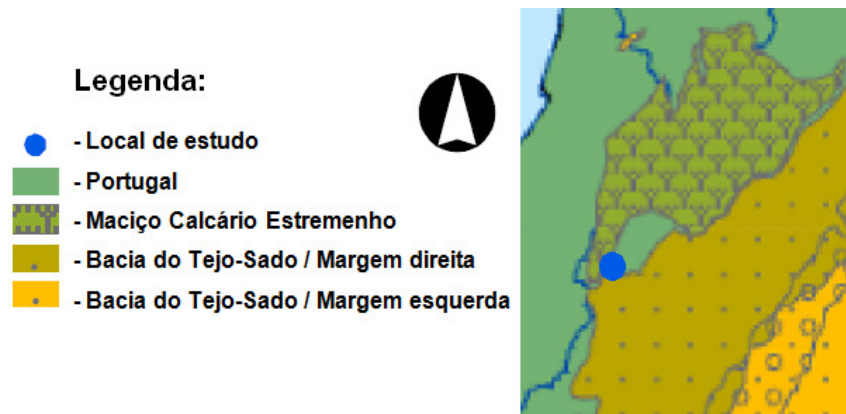 Legenda:
- Local de estudo
- Portugal
- Maciço Calcário Estremenho
- Bacia do Tejo-Sado / Margem direita
- Bacia do Tejo-Sado / Margem esquerda